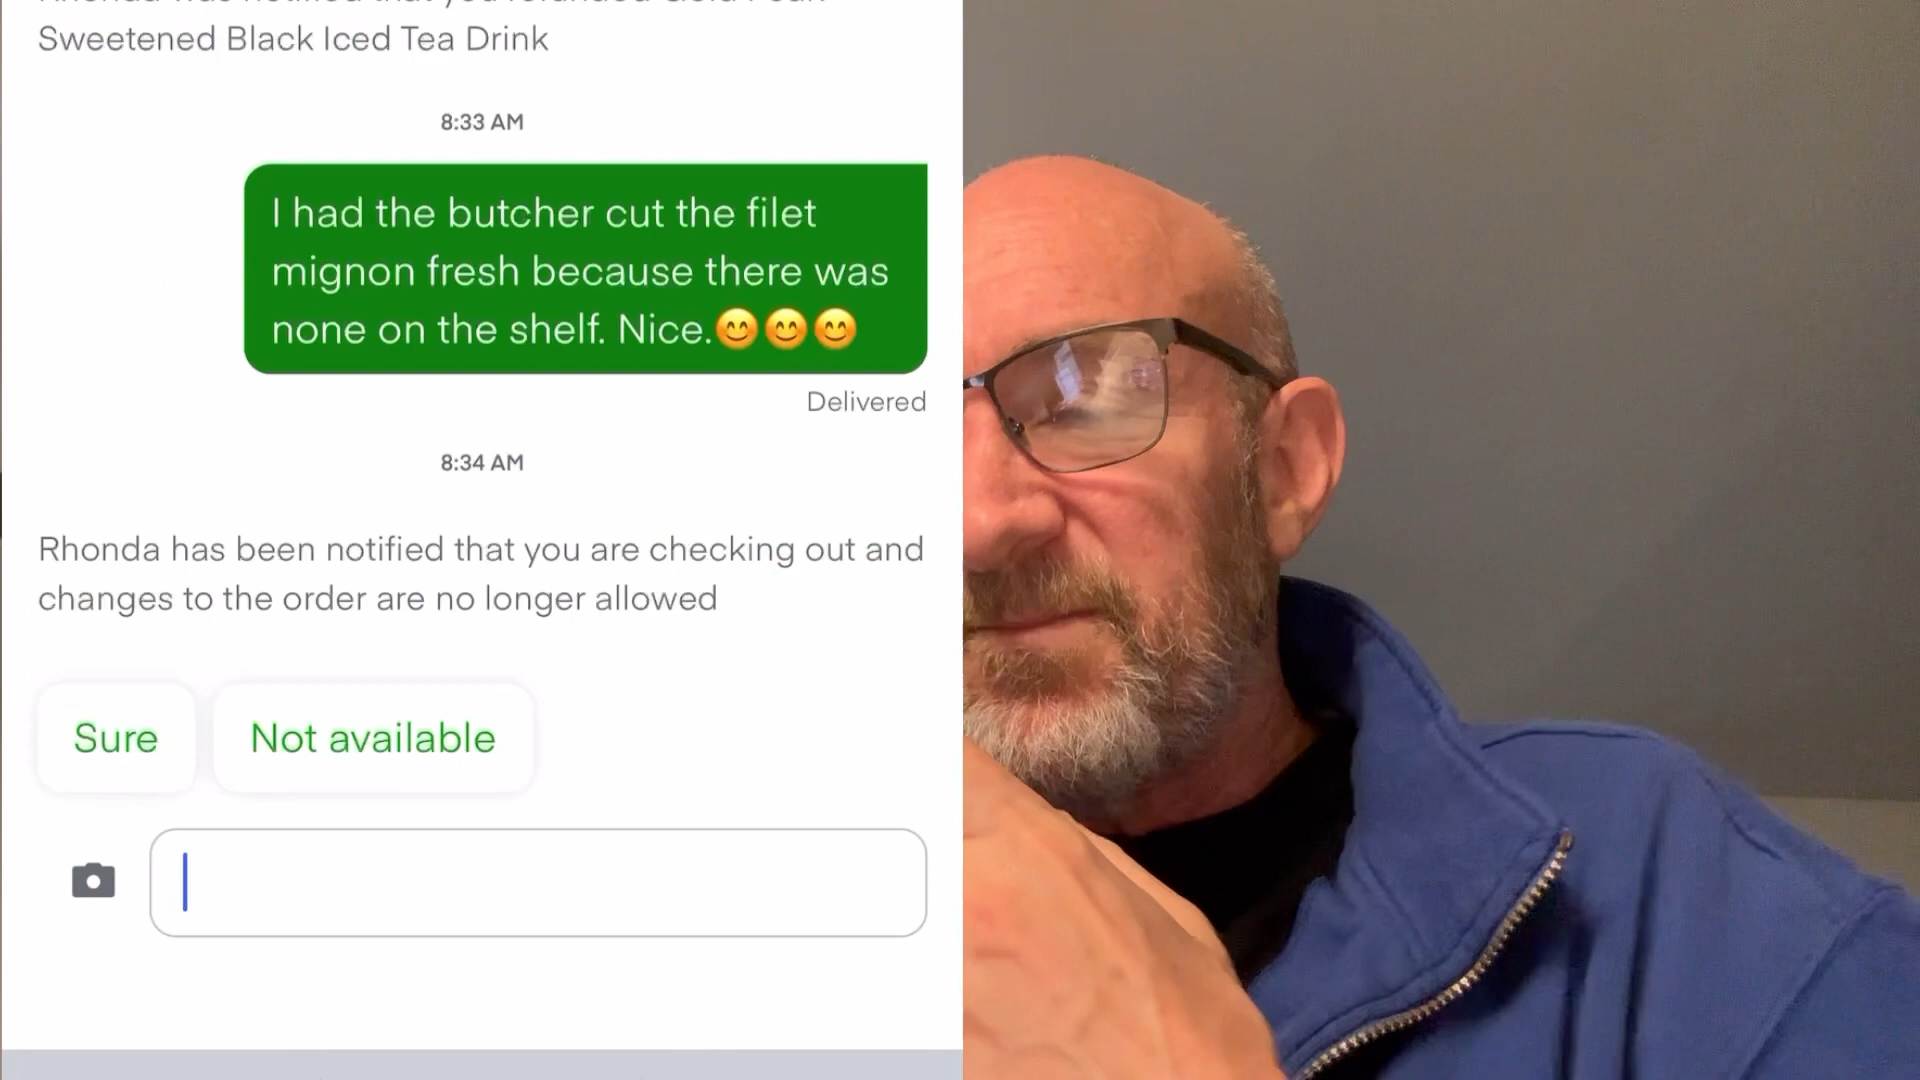 Sweetened Black Iced Tea Drink
8:33 AM
I had the butcher cut the filet
mignon fresh because there was
none on the shelf. Nice.😊😊😊
Delivered
8:34 AM
Rhonda has been notified that you are checking out and
changes to the order are no longer allowed
Sure
Not available